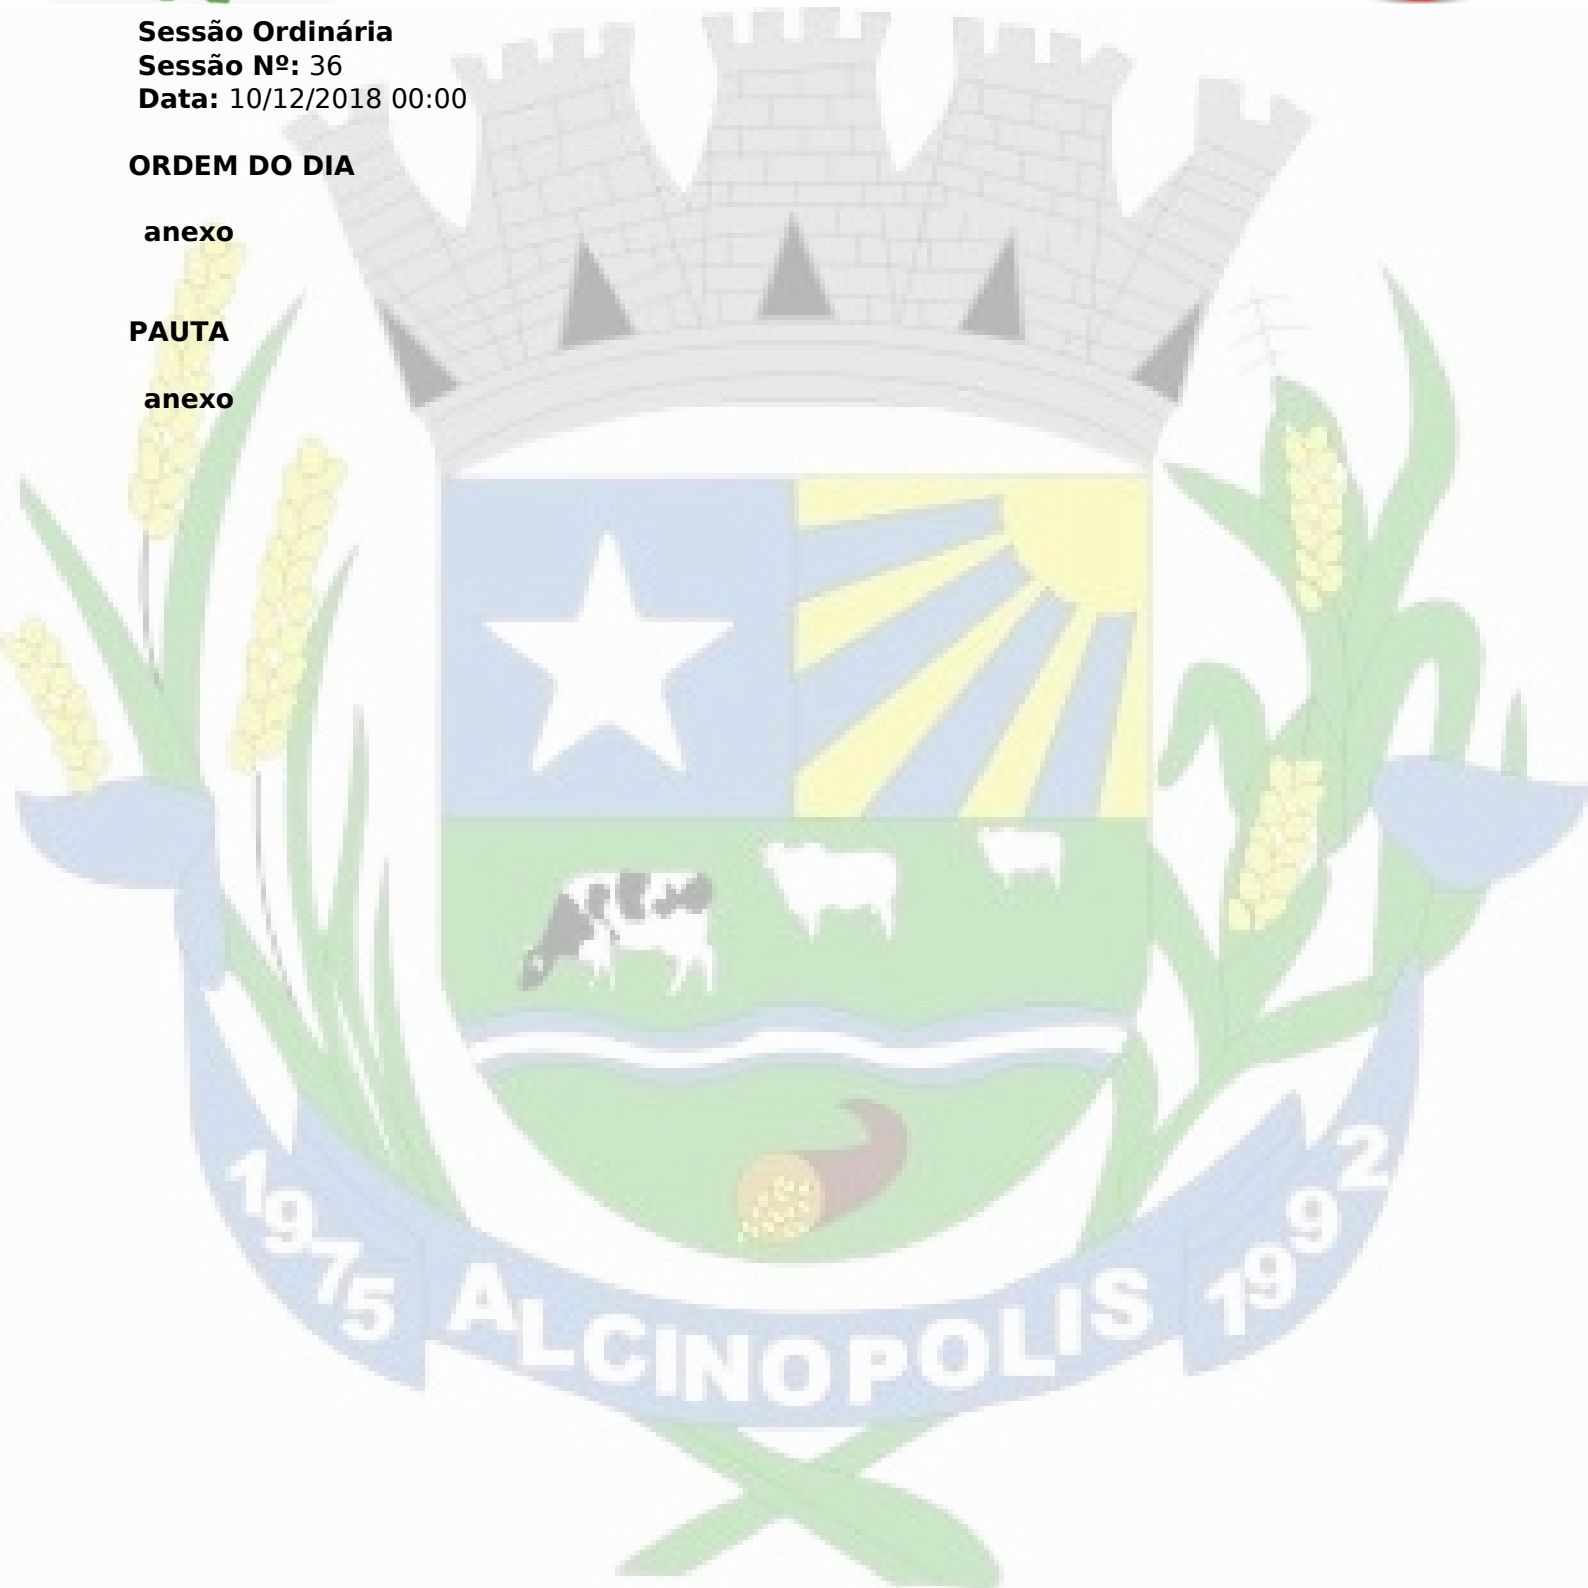 Sessão Ordinária
Sessão Nº: 36
Data: 10/12/2018 00:00
ORDEM DO DIA
anexo
PAUTA
anexo
1975 ALCINOPOLIS 1992